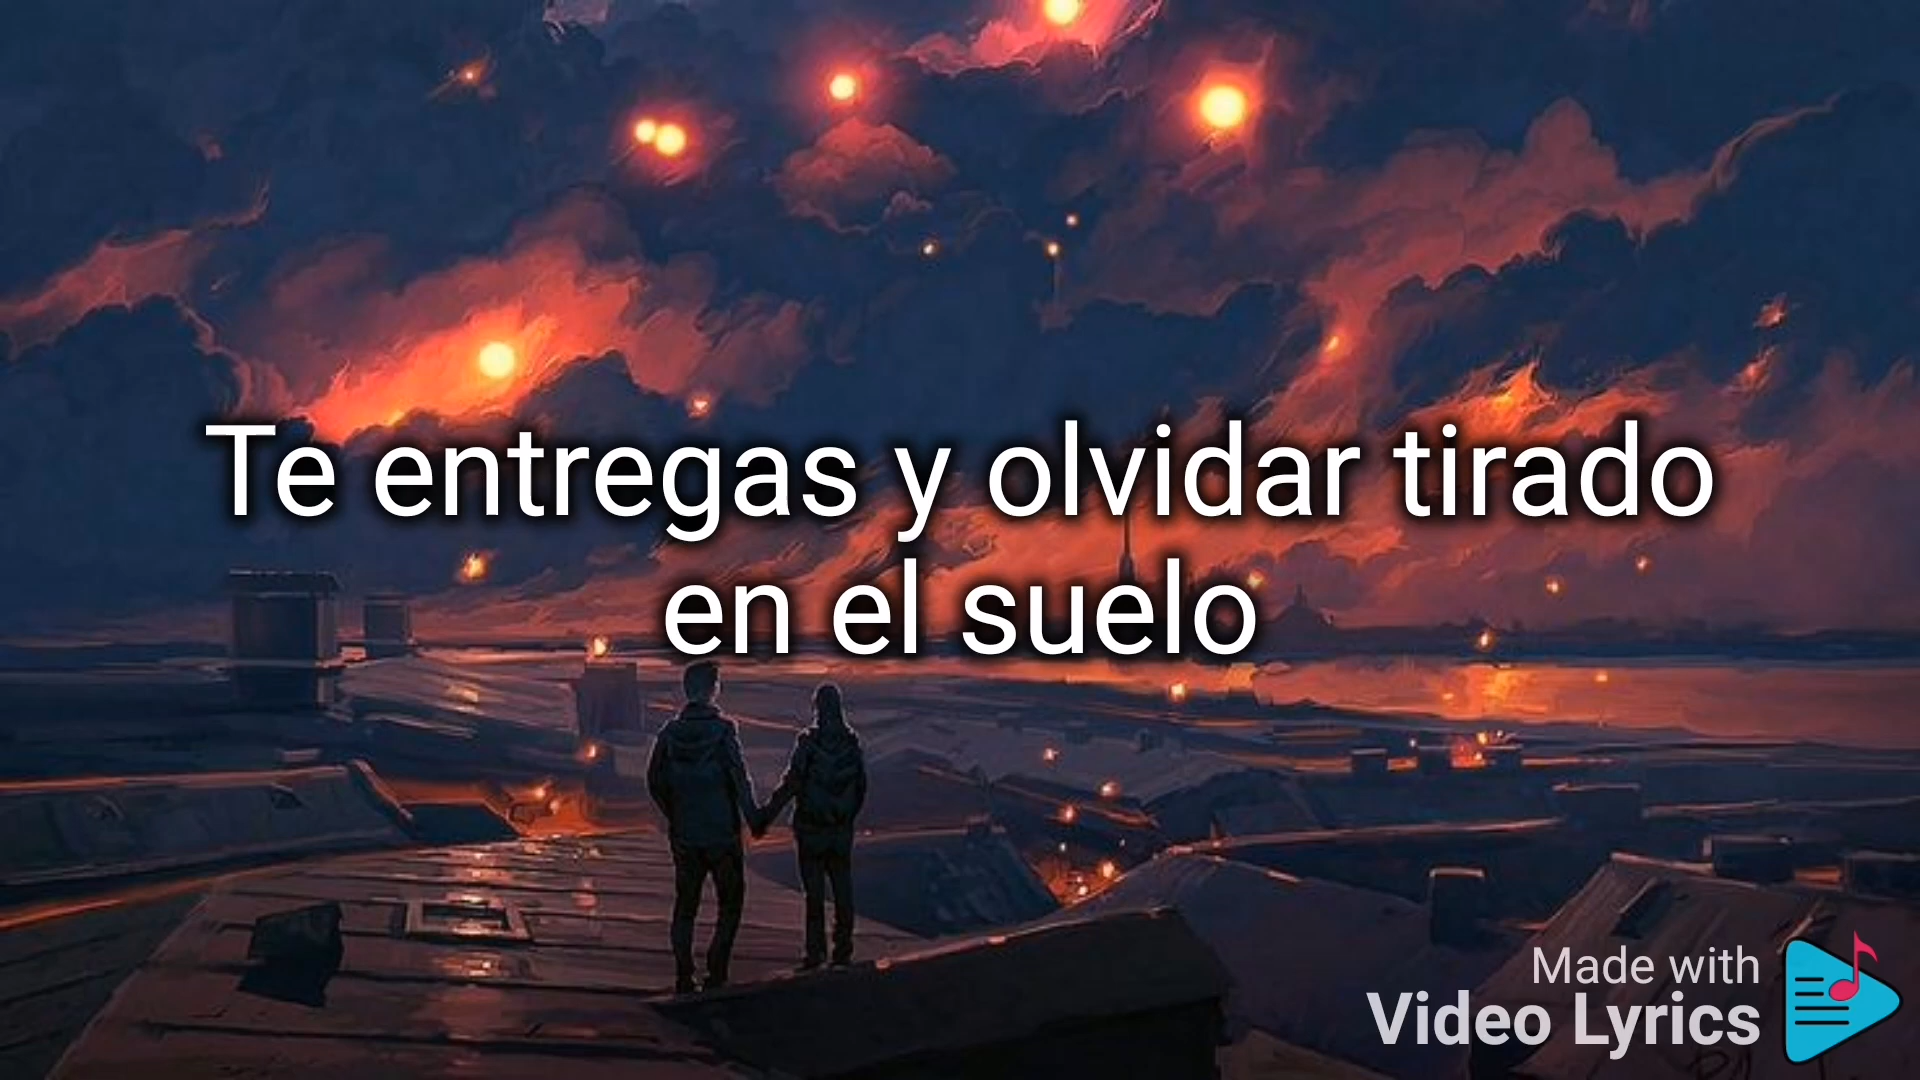 Te entregas y olvidar tirado
en el suelo
Made with
Video Lyrics